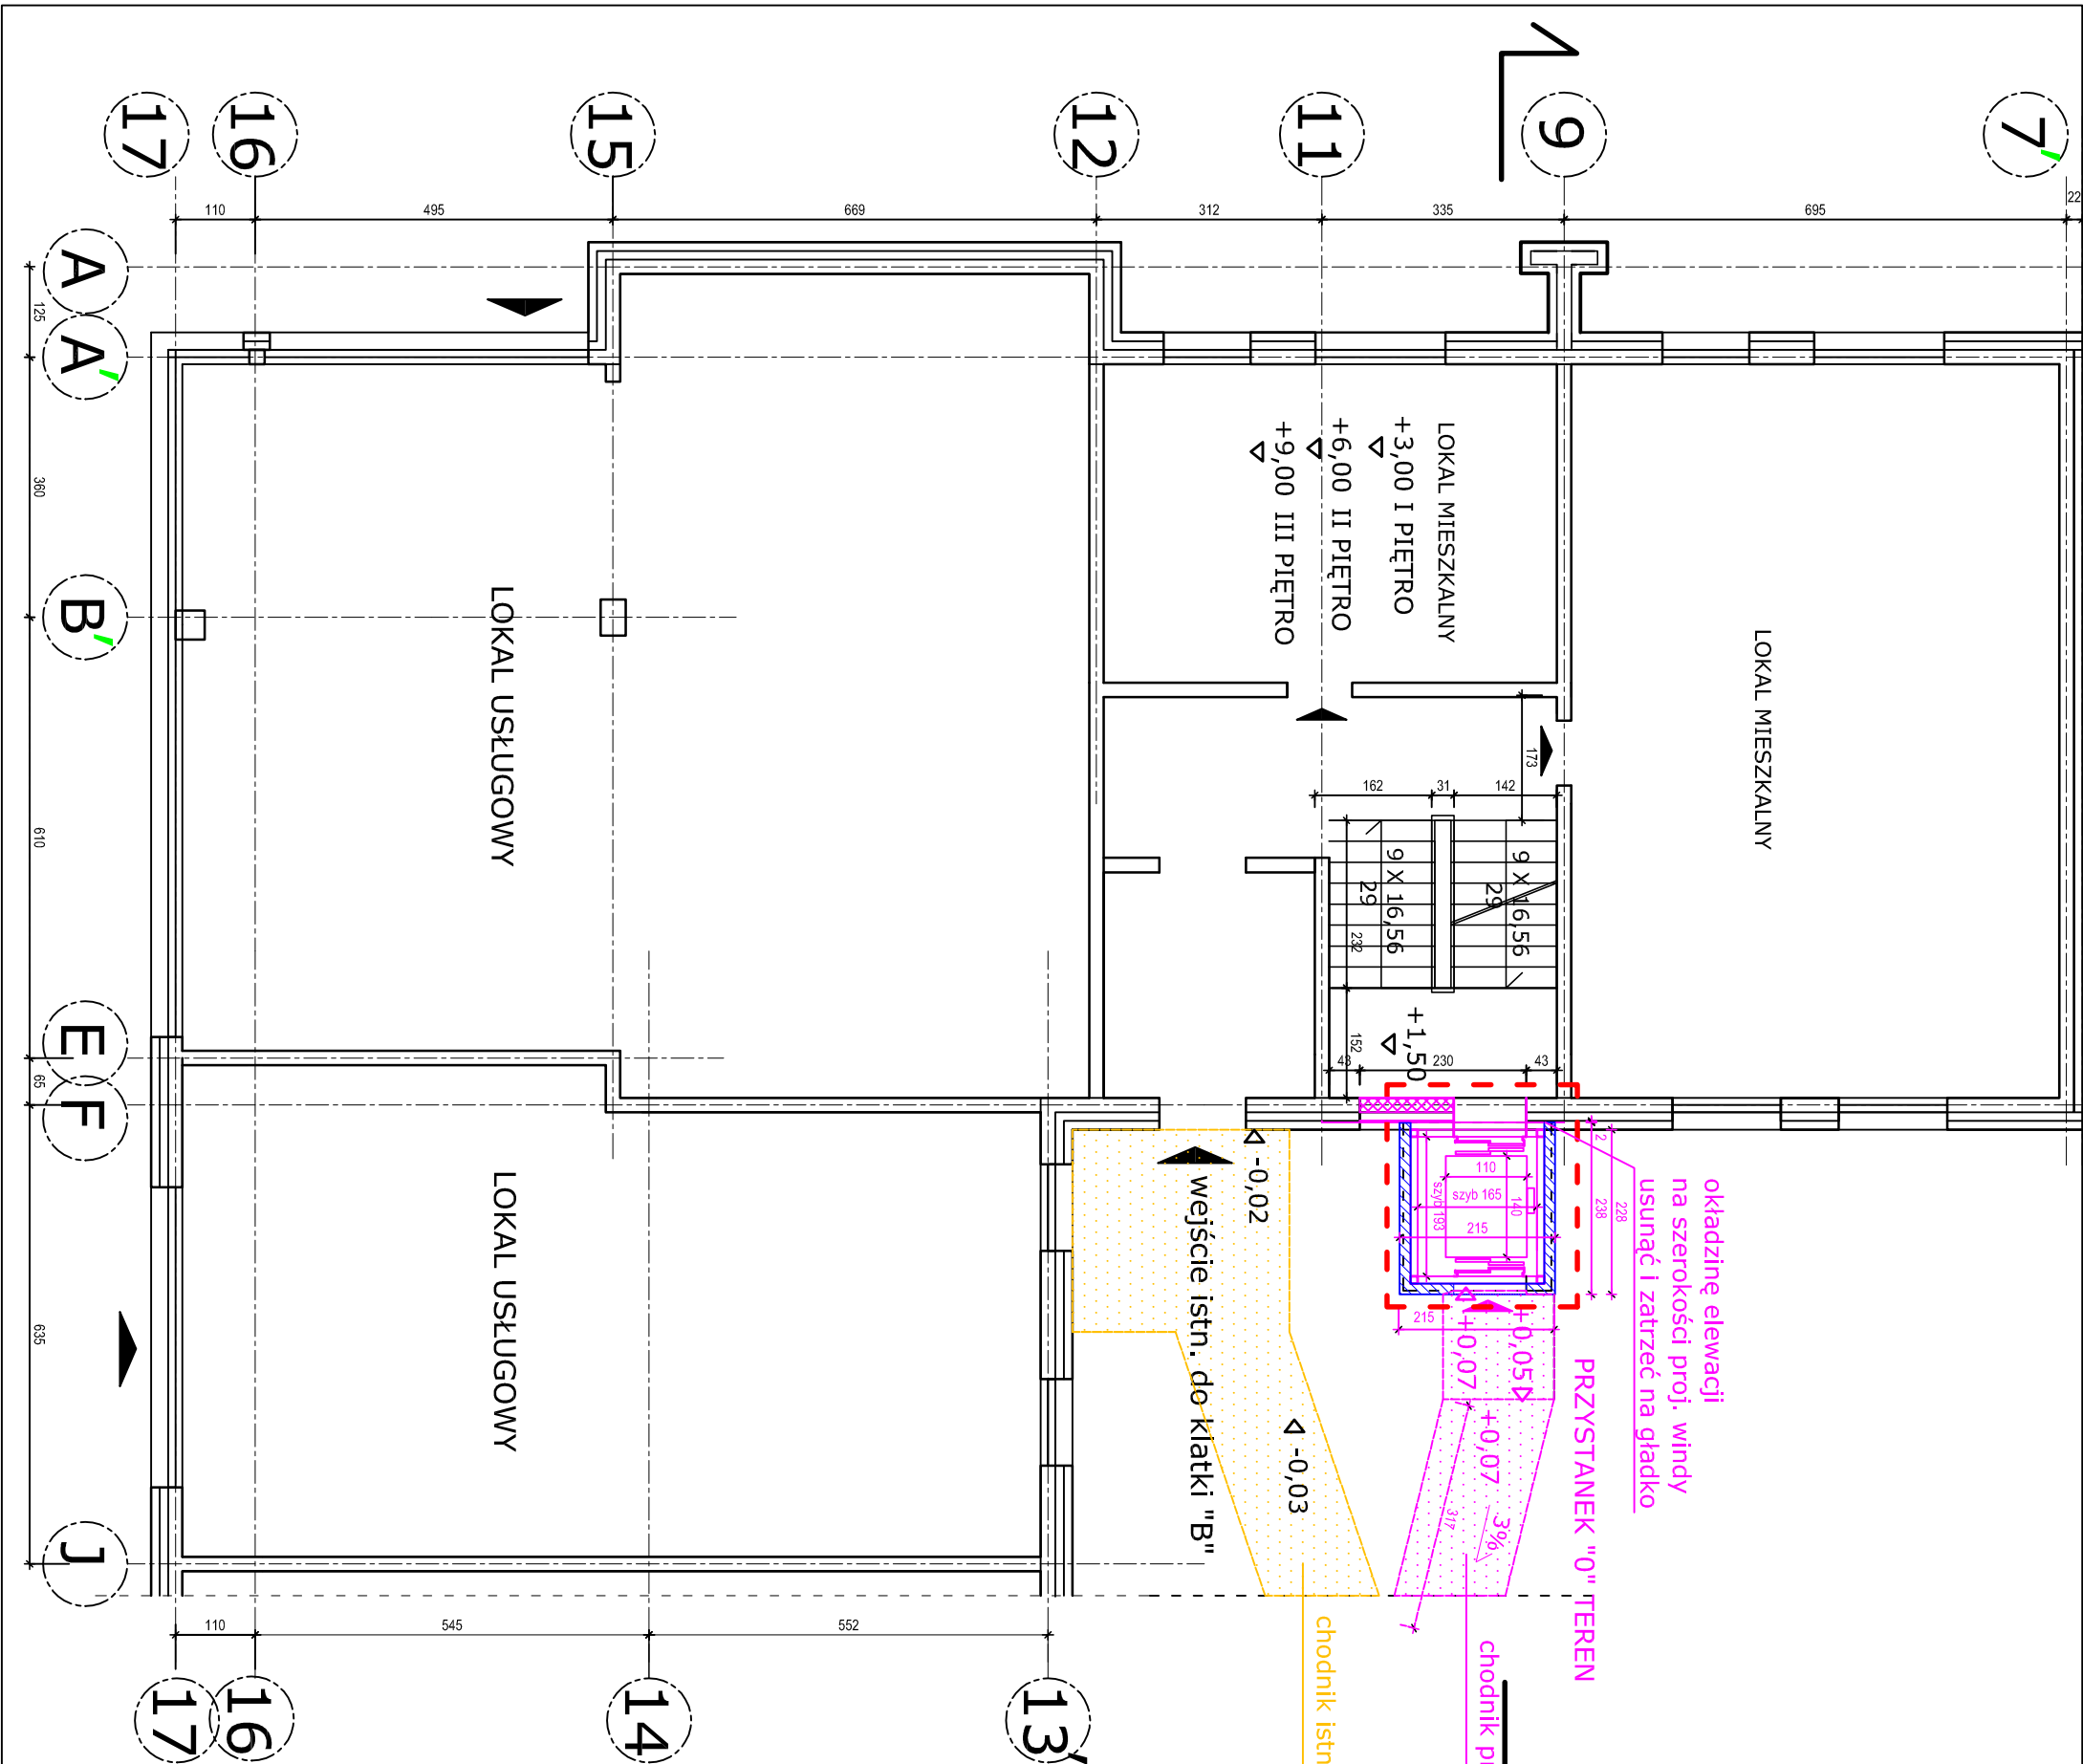 17
16
15
12
11
9
7'
110
495
669
312
335
695
22
A
125
A'
360
B'
610
E
65
F
635
J
LOKAL MIESZKALNY
+3,00 I PIĘTRO
+6,00 II PIĘTRO
+9,00 III PIĘTRO
LOKAL MIESZKALNY
LOKAL USŁUGOWY
LOKAL USŁUGOWY
173
162
31
142
9 X 16,56
29
9 X 16,56
29
232
152
+1,50
43
230
43
2
238
228
110
szyb 165
140
szyb 193
215
215
okładzinę elewacji
na szerokości proj. windy
usunąć i zatrzeć na gładko
PRZYSTANEK "0" TEREN
+0,05
+0,07
+0,07
3%
317
-0,02
wejście istn. do klatki "B"
-0,03
chodnik istn
chodnik
110
545
552
17
16
14
13'